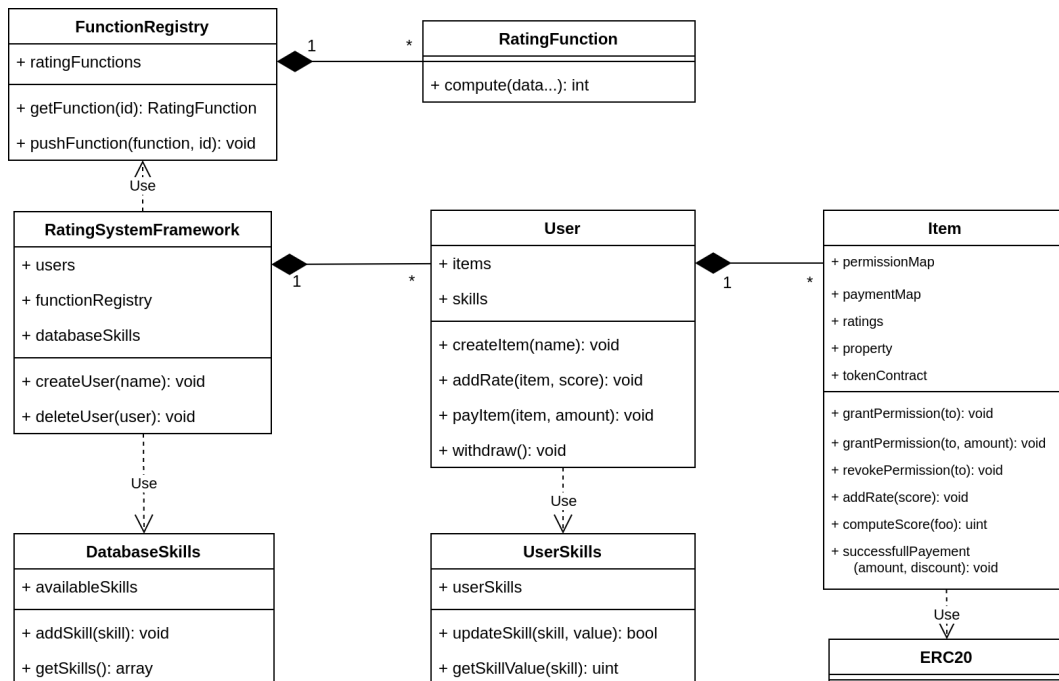 FunctionRegistry
+ ratingFunctions
+ getFunction(id): RatingFunction
+ pushFunction(function, id): void
1
*
RatingFunction
+ compute(data...): int
Use
RatingSystemFramework
+ users
+ functionRegistry
+ databaseSkills
+ createUser(name): void
+ deleteUser(user): void
1
*
User
+ items
+ skills
+ createItem(name): void
+ addRate(item, score): void
+ payItem(item, amount): void
+ withdraw(): void
1
*
Item
+ permissionMap
+ paymentMap
+ ratings
+ property
+ tokenContract
+ grantPermission(to): void
+ grantPermission(to, amount): void
+ revokePermission(to): void
+ addRate(score): void
+ computeScore(foo): uint
+ successfullPayement
(amount, discount): void
Use
Use
Use
DatabaseSkills
+ availableSkills
+ addSkill(skill): void
+ getSkills(): array
UserSkills
+ userSkills
+ updateSkill(skill, value): bool
+ getSkillValue(skill): uint
ERC20